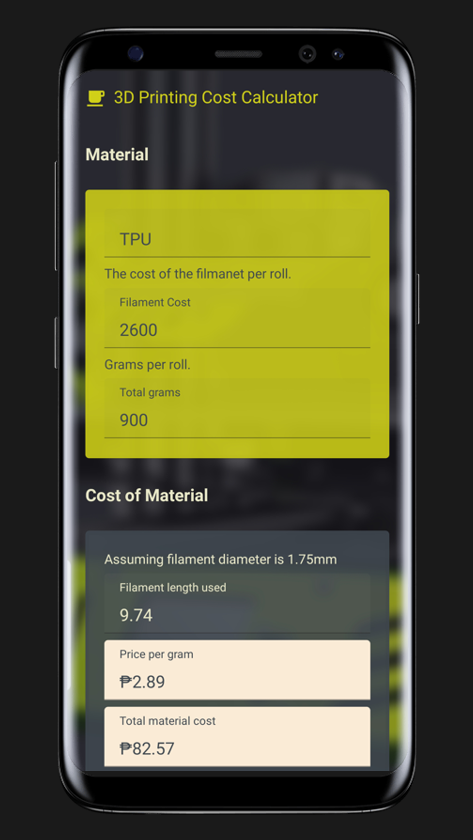 3D Printing Cost Calculator
Material
TPU
The cost of the filmanet per roll.
Filament Cost
2600
Grams per roll.
Total grams
900
Cost of Material
Assuming filament diameter is 1.75mm
Filament length used
9.74
Price per gram
₱2.89
Total material cost
₱82.57